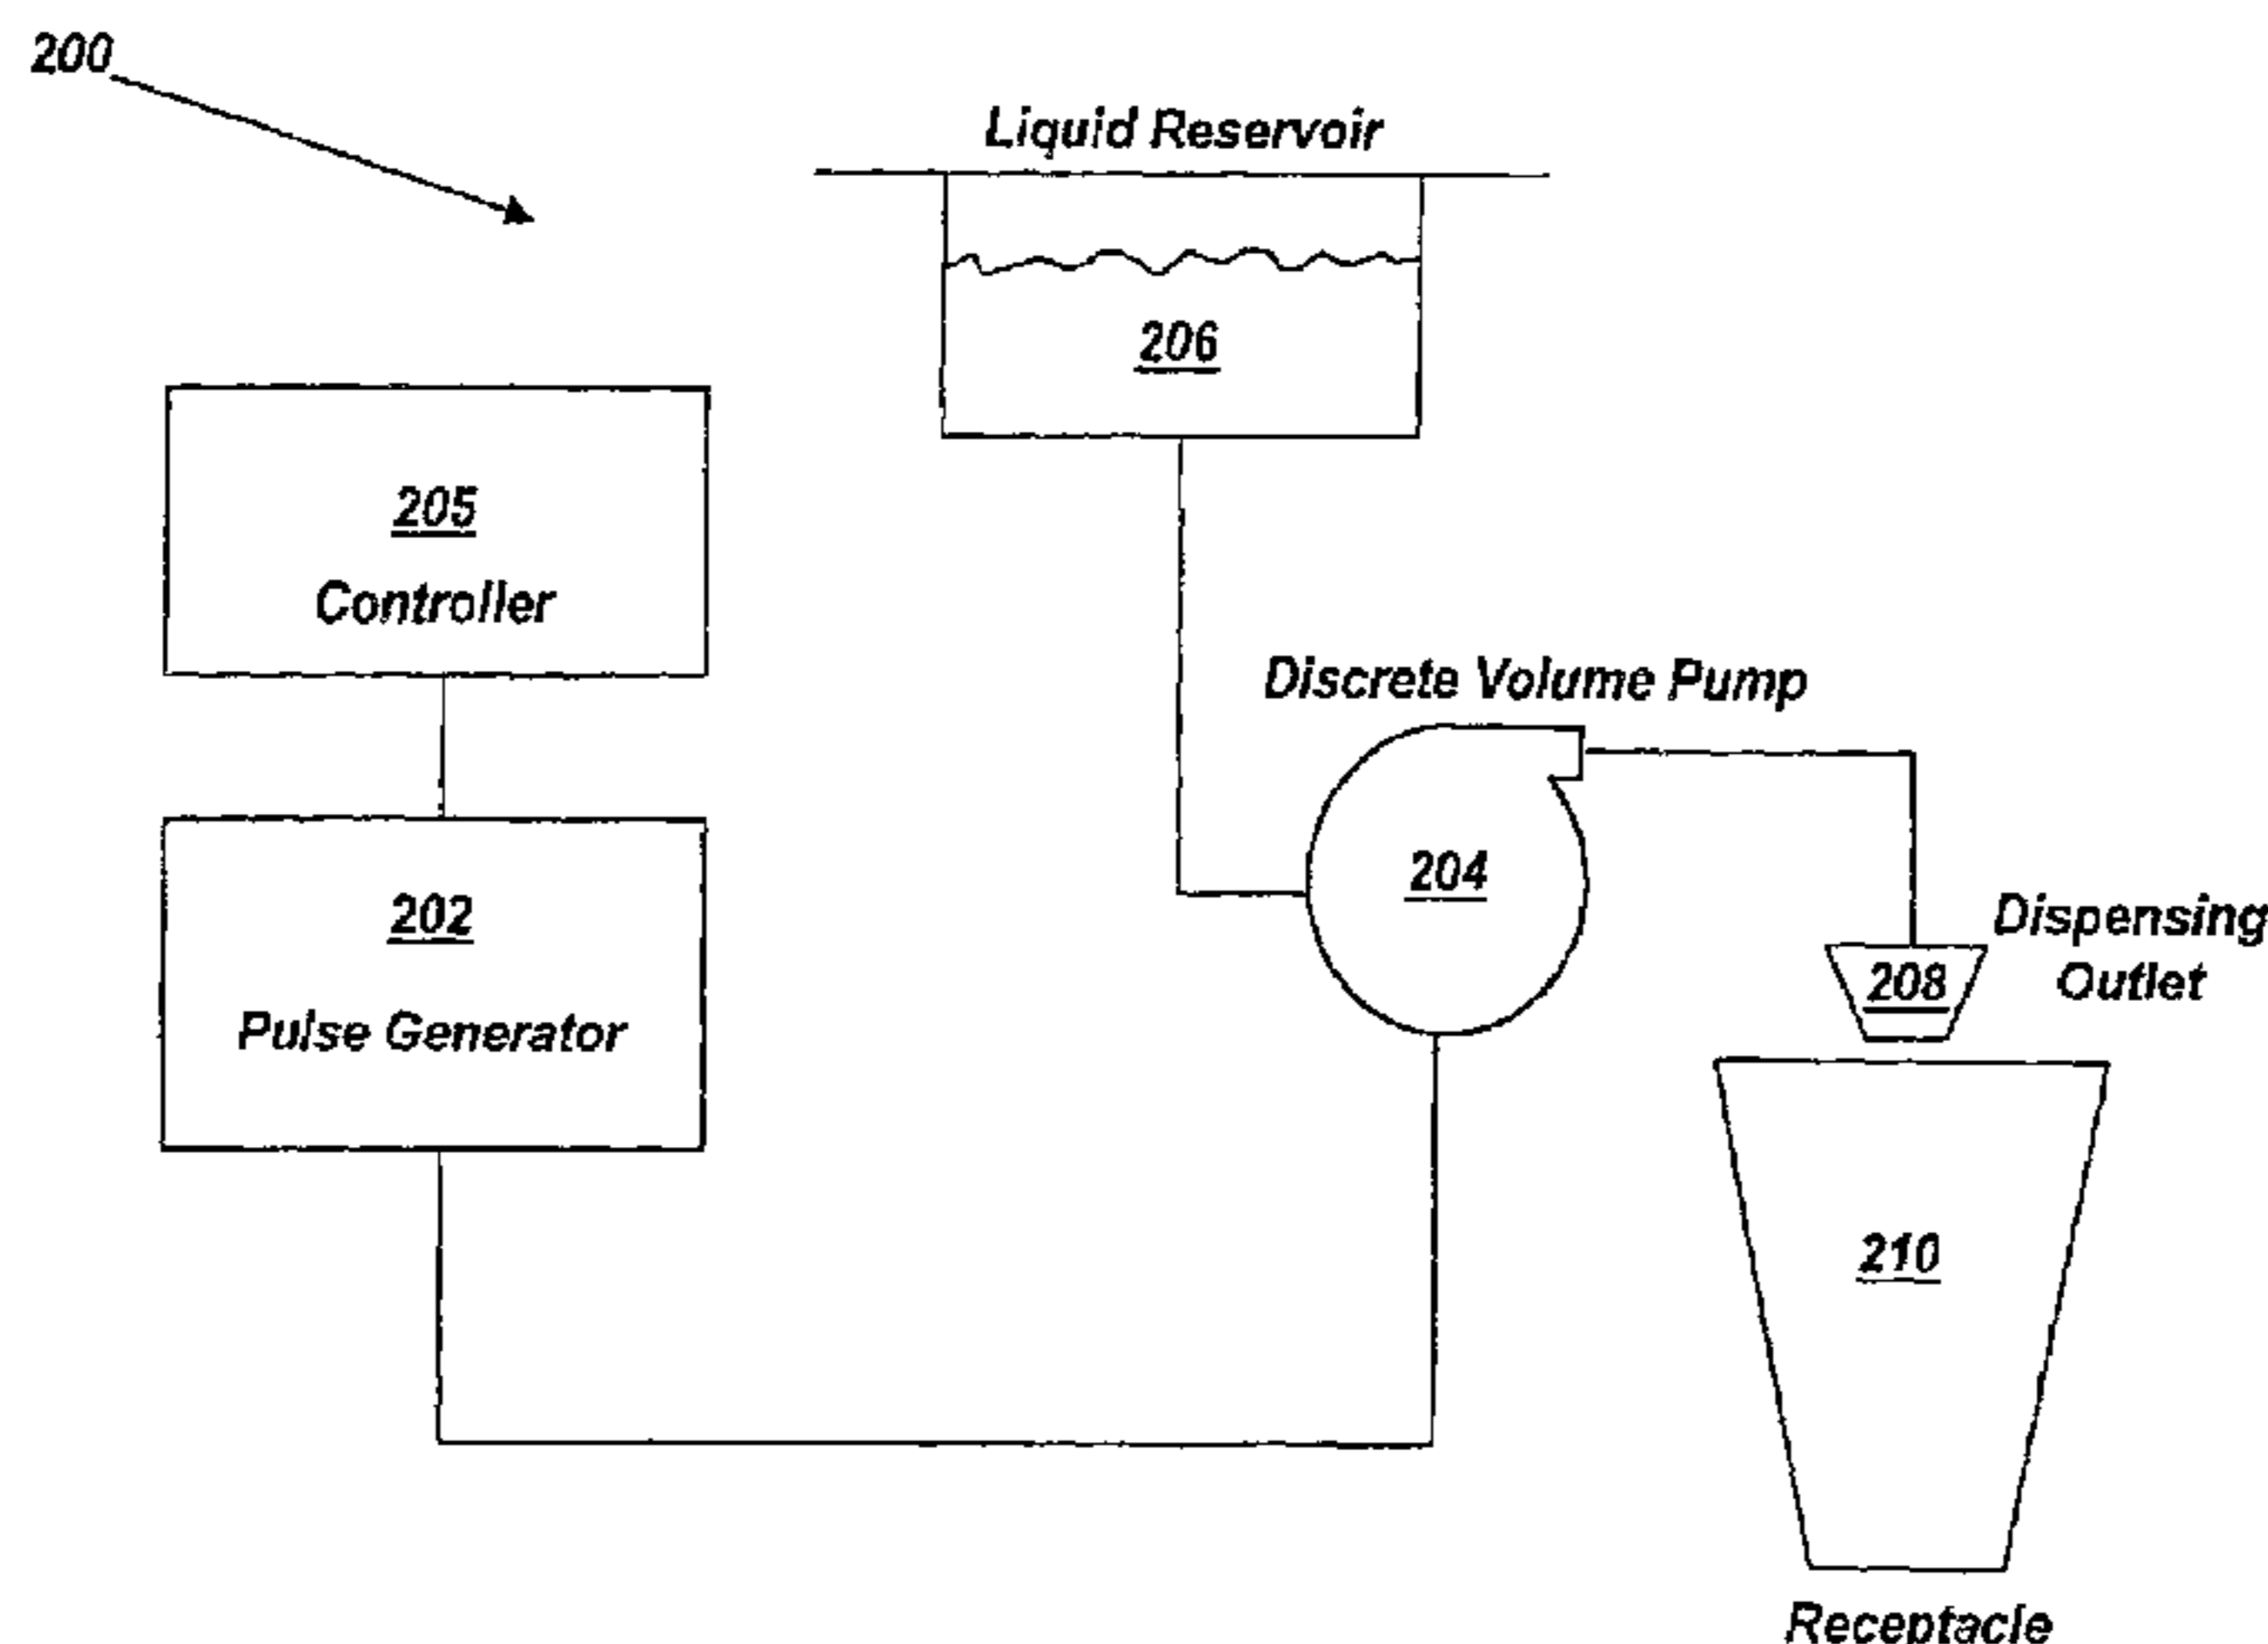 200
Liquid Reservoir
206
205
Controller
Discrete Volume Pump
204
202
Pulse Generator
Dispensing
Outlet
208
210
Receptacle